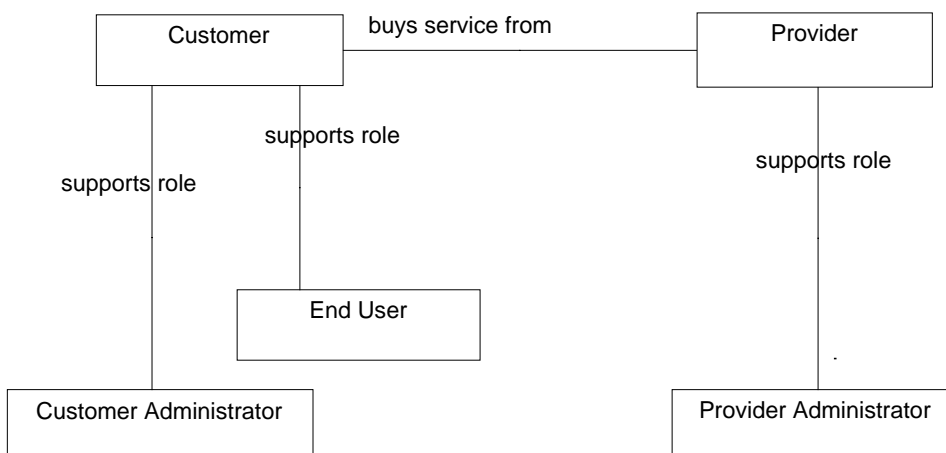 Customer
buys service from
Provider
supports role
supports role
supports role
End User
Customer Administrator
Provider Administrator